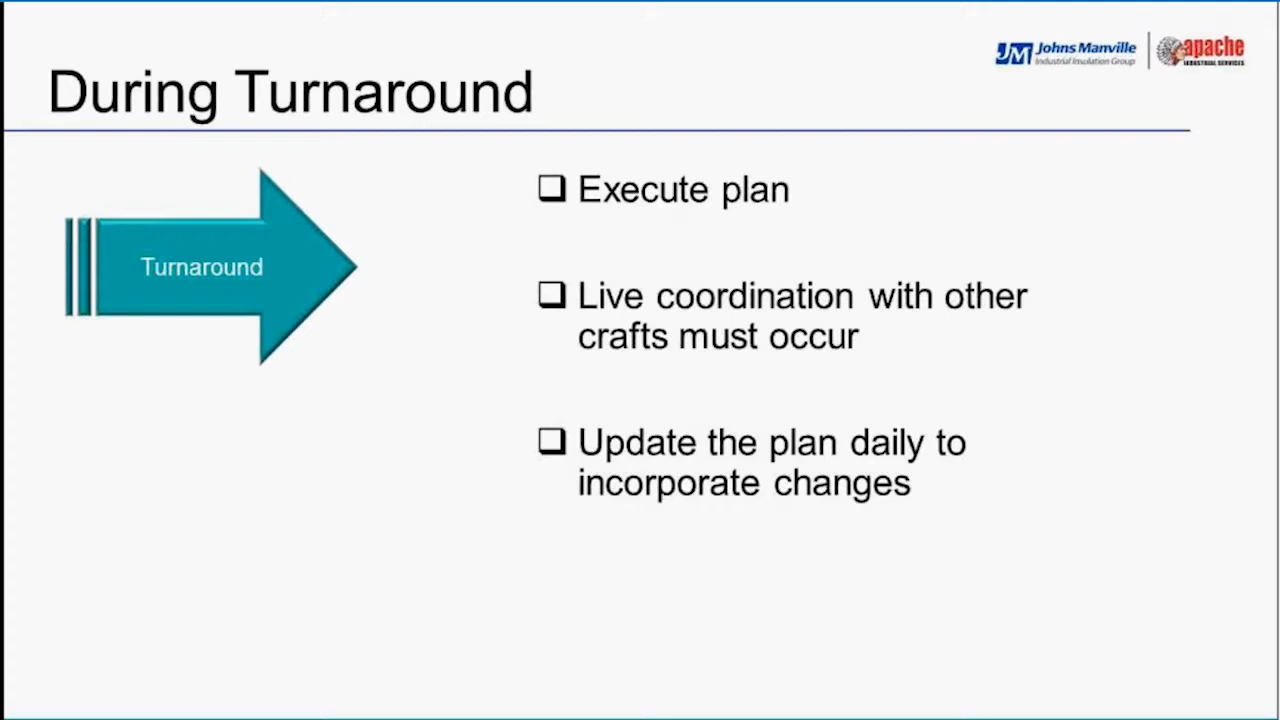 JM Johns Manville
Industrial Insulation Group
apache
INDUSTRIAL SERVICES
During Turnaround
Turnaround
Execute plan
Live coordination with other
crafts must occur
Update the plan daily to
incorporate changes